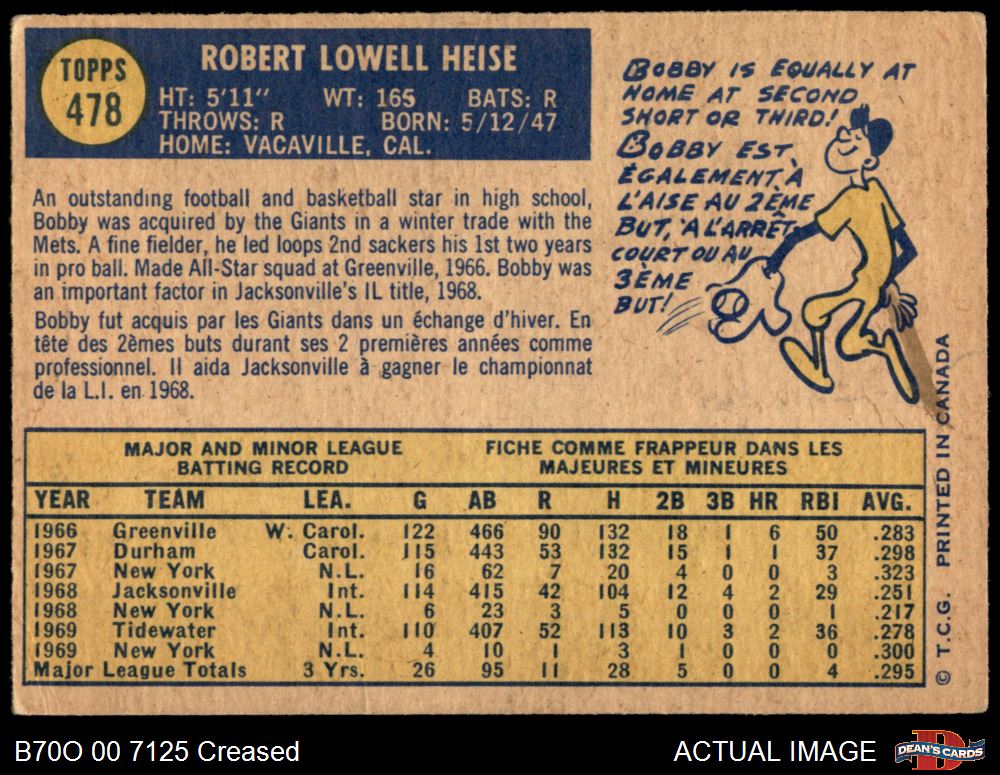 TOPPS
478
ROBERT LOWELL HEISE
HT: 5'11" WT: 165 BATS: R
THROWS: R BORN: 5/12/47
HOME: VACAVILLE, CAL.
BOBBY IS EQUALLY AT
HOME AT SECOND
SHORT OR THIRD!
BOBBY EST
ÉGALEMENT À
L'AISE AU 2ÈME
BUT, 'A L'ARRÊT-
COURT OU AU
3ÈME
BUT!
An outstanding football and basketball star in high school,
Bobby was acquired by the Giants in a winter trade with the
Mets. A fine fielder, he led loops 2nd sackers his 1st two years
in pro ball. Made All-Star squad at Greenville, 1966. Bobby was
an important factor in Jacksonville's IL title, 1968.
Bobby fut acquis par les Giants dans un échange d'hiver. En
tête des 2èmes buts durant ses 2 premières années comme
professionnel. Il aida Jacksonville à gagner le championnat
de la L.I. en 1968.
MAJOR AND MINOR LEAGUE BATTING RECORD
FICHE COMME FRAPPEUR DANS LES MAJEURES ET MINEURES
YEAR TEAM LEA. G AB R H 2B 3B HR RBI AVG.
1966 Greenville W. Carol. 122 466 90 132 18 1 6 50 .283
1967 Durham Carol. 115 443 53 132 15 1 1 37 .298
1967 New York N.L. 16 62 7 20 4 0 0 3 .323
1968 Jacksonville Int. 114 415 42 104 12 4 2 29 .251
1968 New York N.L. 6 23 3 5 0 0 0 1 .217
1969 Tidewater Int. 110 407 52 113 10 3 2 36 .278
1969 New York N.L. 4 10 1 3 1 0 0 0 .300
Major League Totals 3 Yrs. 26 95 11 28 5 0 0 4 .295
© T.C.G. PRINTED IN CANADA
B70O 00 7125 Creased
ACTUAL IMAGE
DEAN'S CARDS